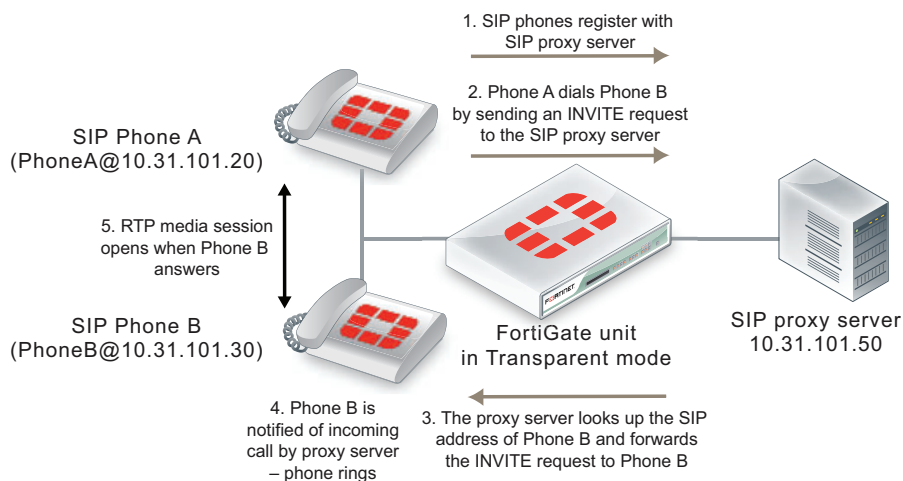 1. SIP phones register with
SIP proxy server
2. Phone A dials Phone B
by sending an INVITE request
to the SIP proxy server
SIP Phone A
(PhoneA@10.31.101.20)
5. RTP media session
opens when Phone B
answers
FORTINET
SIP Phone B
(PhoneB@10.31.101.30)
FortiGate unit
in Transparent mode
SIP proxy server
10.31.101.50
4. Phone B is
notified of incoming
call by proxy server
– phone rings
3. The proxy server looks up the SIP
address of Phone B and forwards
the INVITE request to Phone B